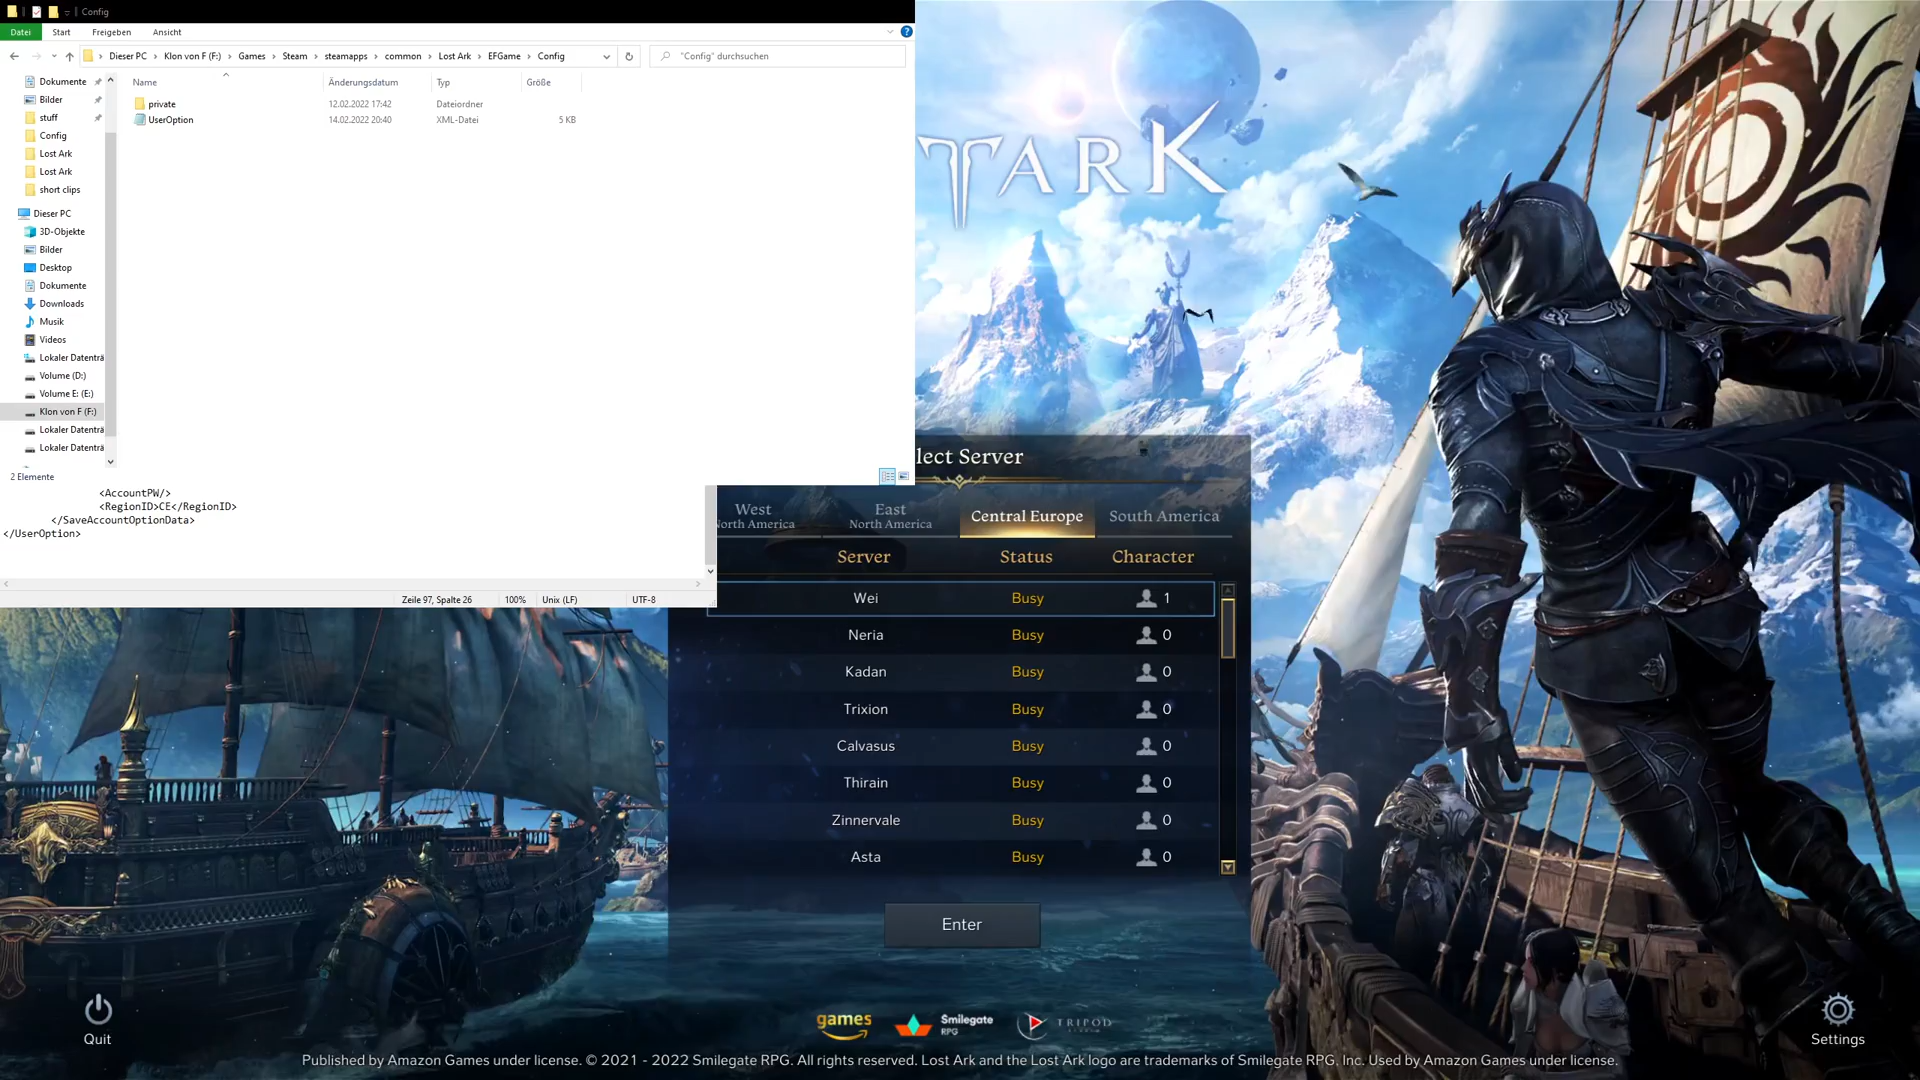 Config
Datei Start Freigeben Ansicht
Dieser PC Klon von F (F:) Games Steam steamapps common Lost Ark EFGame Config "Config" durchsuchen
Name Änderungsdatum Typ Größe
private 12.02.2022 17:42 Dateiordner
UserOption 14.02.2022 20:40 XML-Datei 5 KB
Dokumente
Bilder
stuff
Config
Lost Ark
Lost Ark
short clips
Dieser PC
3D-Objekte
Bilder
Desktop
Dokumente
Downloads
Musik
Videos
Lokaler Datenträ
Volume (D:)
Volume E: (E:)
Klon von F (F:)
Lokaler Datenträ
Lokaler Datenträ
2 Elemente
<AccountPW/>
<RegionID>CE</RegionID>
</SaveAccountOptionData>
</UserOption>
Zeile 97, Spalte 26 100% Unix (LF) UTF-8
TARK
lect Server
West
North America
East
North America
Central Europe
South America
Server Status Character
Wei Busy 1
Neria Busy 0
Kadan Busy 0
Trixion Busy 0
Calvasus Busy 0
Thirain Busy 0
Zinnervale Busy 0
Asta Busy 0
Enter
Quit
Settings
games
Smilegate
RPG
TRIPOD
Published by Amazon Games under license. © 2021 - 2022 Smilegate RPG. All rights reserved. Lost Ark and the Lost Ark logo are trademarks of Smilegate RPG, Inc. Used by Amazon Games under license.